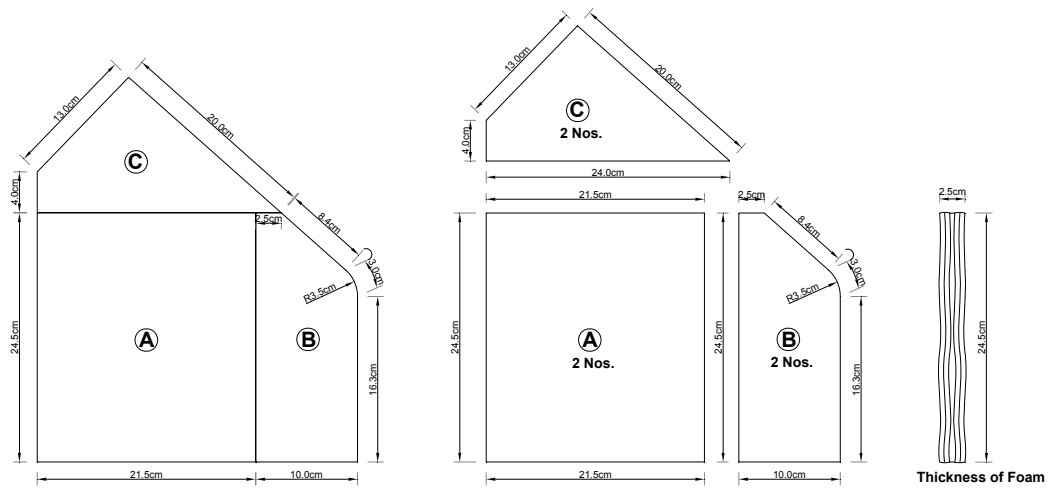 13.0cm
20.0cm
C
4.0cm
2.5cm
8.4cm
3.0cm
R3.5cm
24.5cm
A
B
16.3cm
21.5cm
10.0cm
13.0cm
20.0cm
C
2 Nos.
4.0cm
24.0cm
21.5cm
24.5cm
A
2 Nos.
24.5cm
21.5cm
2.5cm
8.4cm
3.0cm
R3.5cm
B
2 Nos.
16.3cm
10.0cm
2.5cm
24.5cm
Thickness of Foam